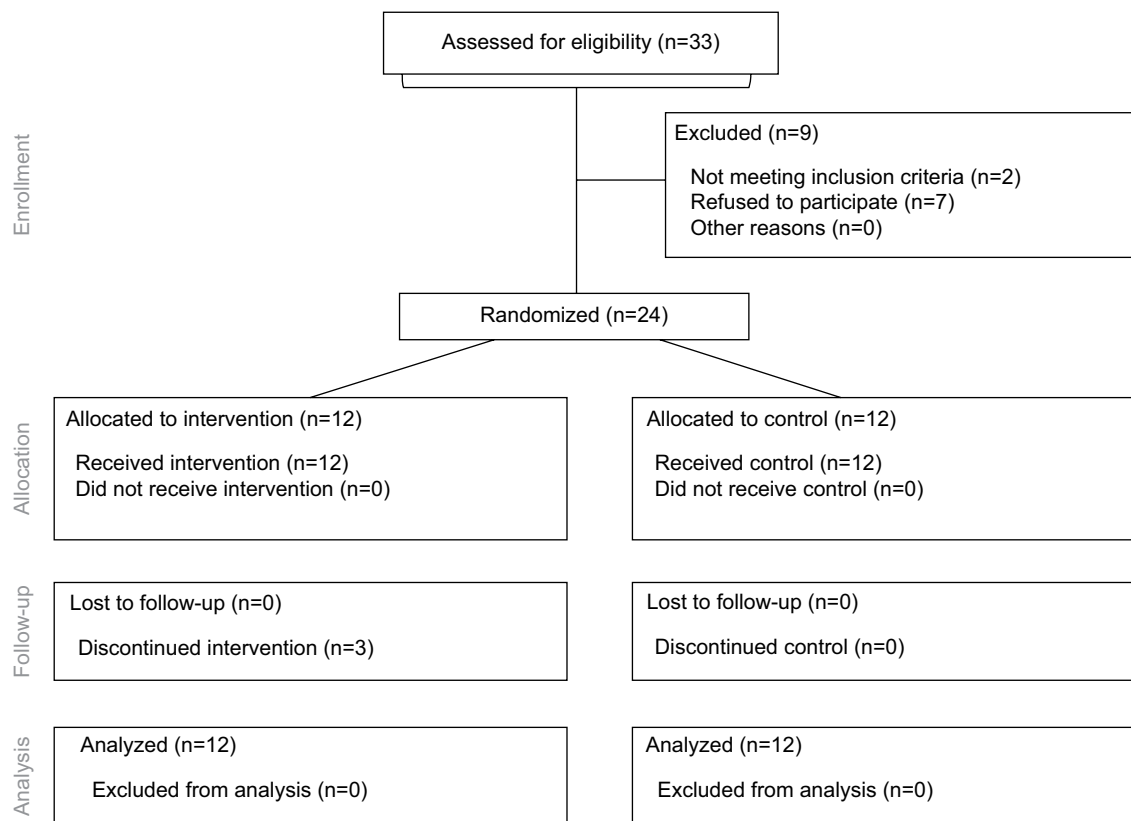 Assessed for eligibility (n=33)
Enrollment
Excluded (n=9)
Not meeting inclusion criteria (n=2)
Refused to participate (n=7)
Other reasons (n=0)
Randomized (n=24)
Allocation
Allocated to intervention (n=12)
Received intervention (n=12)
Did not receive intervention (n=0)
Allocated to control (n=12)
Received control (n=12)
Did not receive control (n=0)
Follow-up
Lost to follow-up (n=0)
Discontinued intervention (n=3)
Lost to follow-up (n=0)
Discontinued control (n=0)
Analysis
Analyzed (n=12)
Excluded from analysis (n=0)
Analyzed (n=12)
Excluded from analysis (n=0)